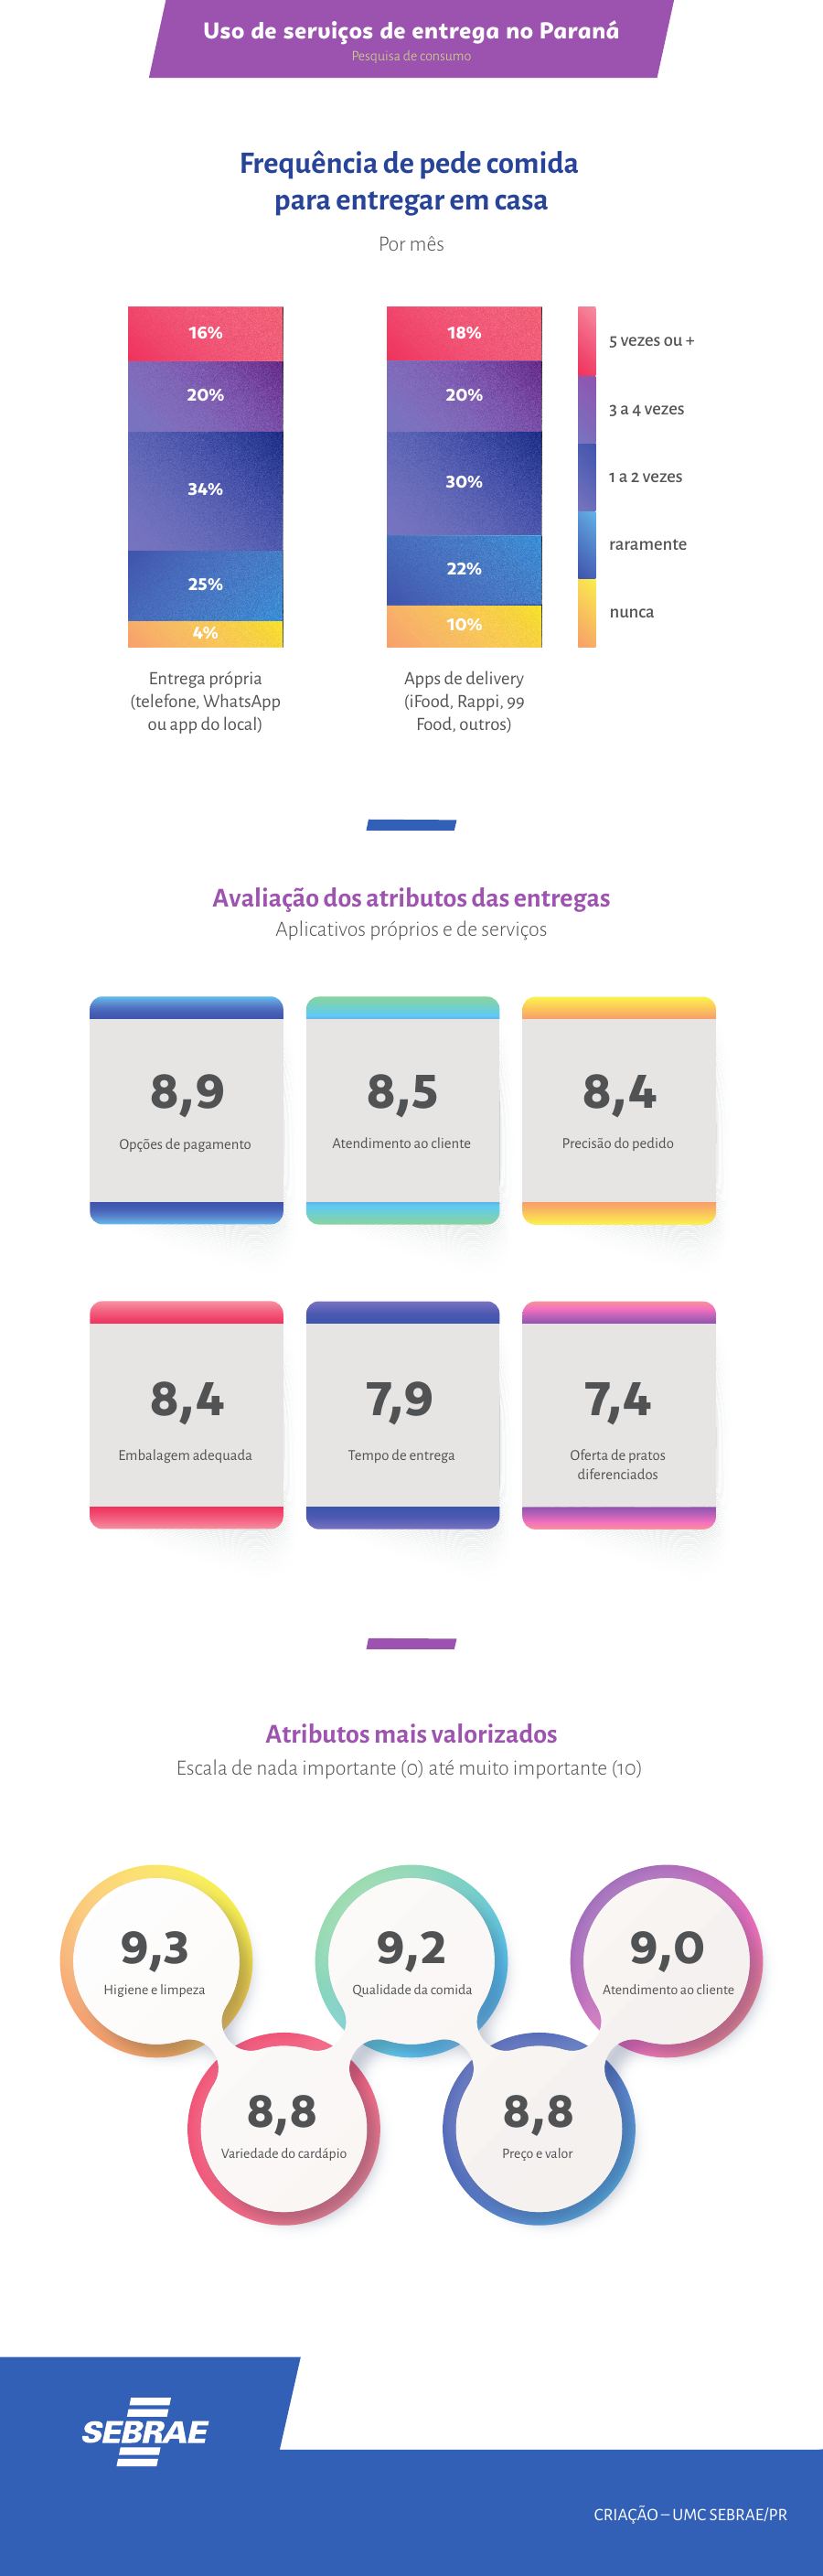 Uso de serviços de entrega no Paraná
Pesquisa de consumo
Frequência de pede comida
para entregar em casa
Por mês
16%
20%
34%
25%
4%
Entrega própria
(telefone, WhatsApp
ou app do local)
18%
20%
30%
22%
10%
Apps de delivery
(iFood, Rappi, 99
Food, outros)
5 vezes ou +
3 a 4 vezes
1 a 2 vezes
raramente
nunca
Avaliação dos atributos das entregas
Aplicativos próprios e de serviços
8,9
Opções de pagamento
8,5
Atendimento ao cliente
8,4
Precisão do pedido
8,4
Embalagem adequada
7,9
Tempo de entrega
7,4
Oferta de pratos
diferenciados
Atributos mais valorizados
Escala de nada importante (0) até muito importante (10)
9,3
Higiene e limpeza
9,2
Qualidade da comida
9,0
Atendimento ao cliente
8,8
Variedade do cardápio
8,8
Preço e valor
SEBRAE
CRIAÇÃO – UMC SEBRAE/PR